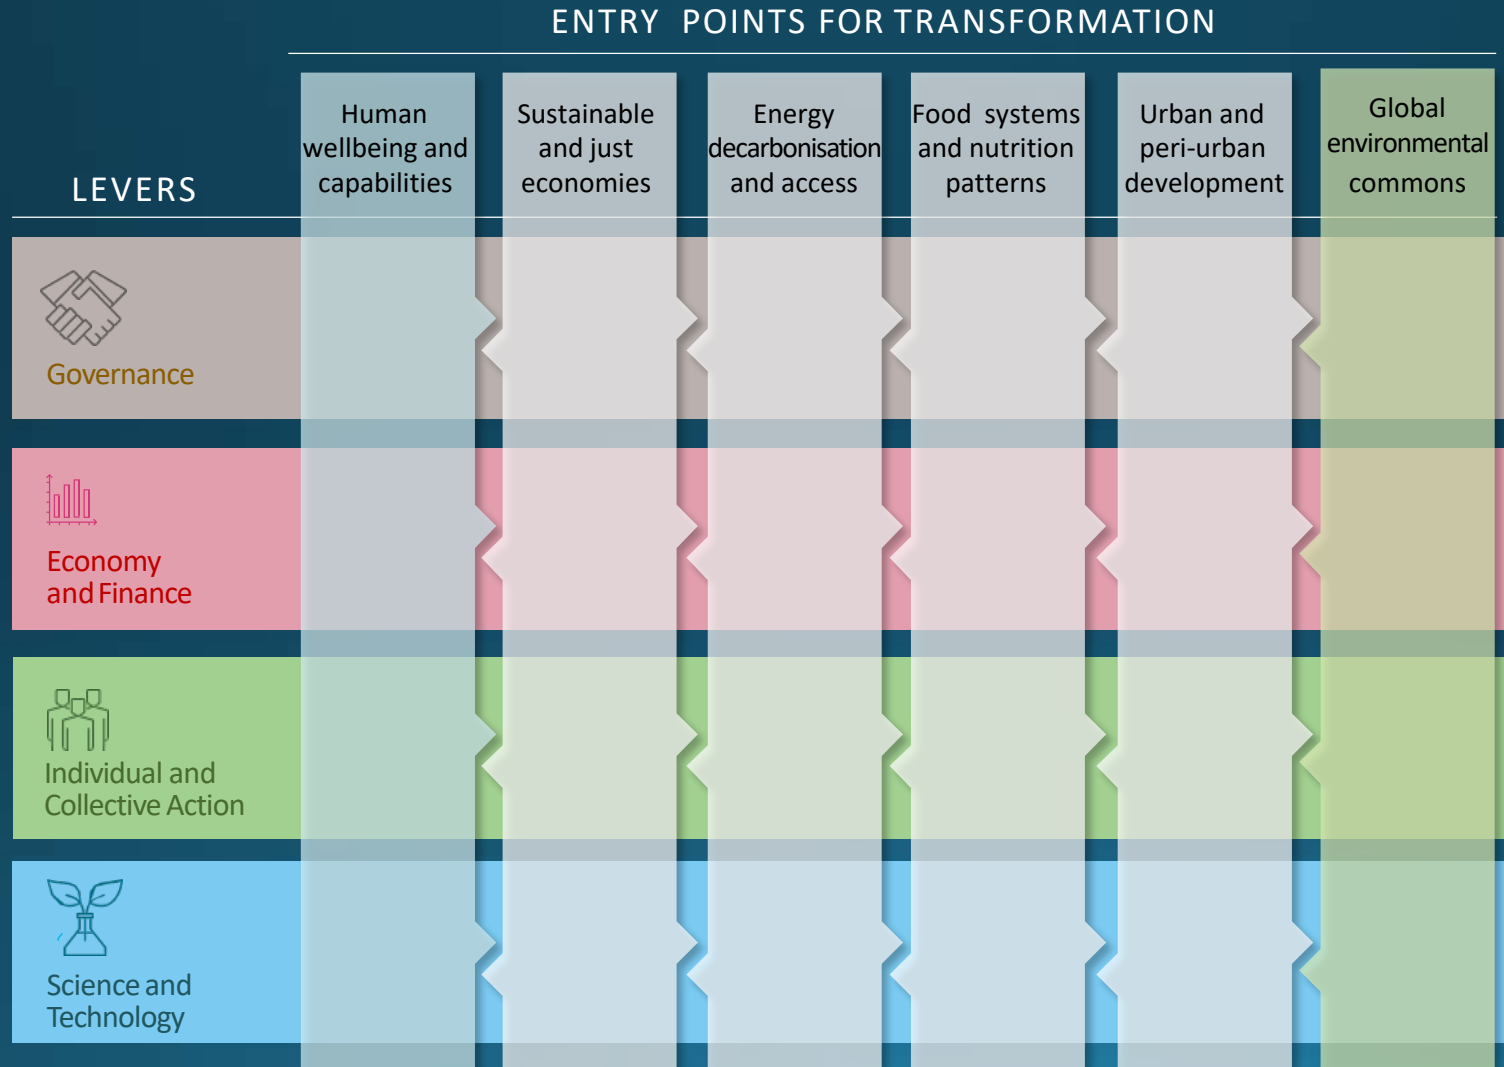 ENTRY POINTS FOR TRANSFORMATION
LEVERS
Human
wellbeing and
capabilities
Sustainable
and just
economies
Energy
decarbonisation
and access
Food systems
and nutrition
patterns
Urban and
peri-urban
development
Global
environmental
commons
Governance
Economy
and Finance
Individual and
Collective Action
Science and
Technology